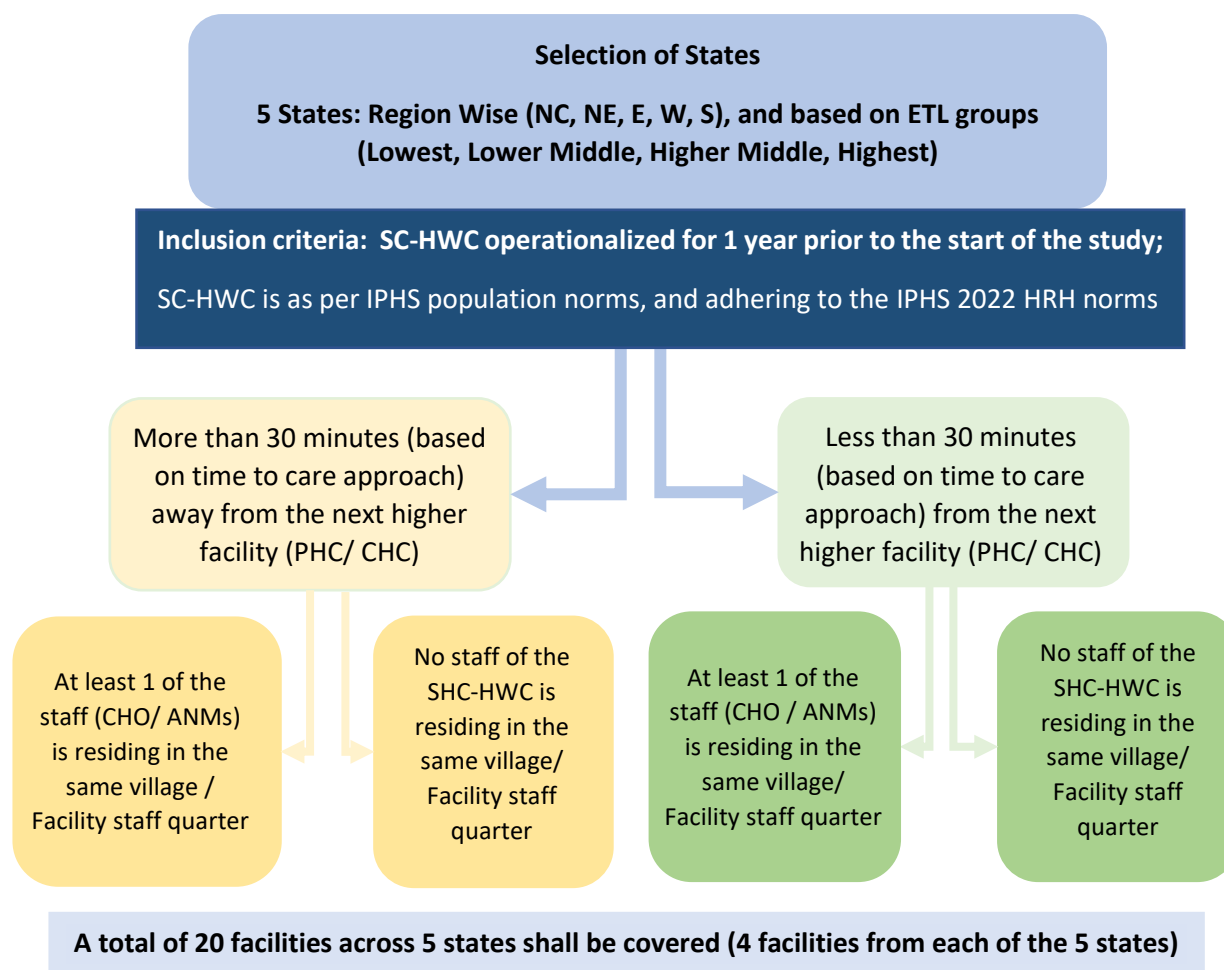 Selection of States
5 States: Region Wise (NC, NE, E, W, S), and based on ETL groups
(Lowest, Lower Middle, Higher Middle, Highest)
Inclusion criteria: SC-HWC operationalized for 1 year prior to the start of the study;
SC-HWC is as per IPHS population norms, and adhering to the IPHS 2022 HRH norms
More than 30 minutes (based
on time to care approach)
away from the next higher
facility (PHC/ CHC)
Less than 30 minutes
(based on time to care
approach) from the next
higher facility (PHC/ CHC)
At least 1 of the
staff (CHO/ ANMs)
is residing in the
same village /
Facility staff quarter
No staff of the
SHC-HWC is
residing in the
same village/
Facility staff
quarter
At least 1 of the
staff (CHO / ANMs)
is residing in the
same village/
Facility staff quarter
No staff of the
SHC-HWC is
residing in the
same village/
Facility staff
quarter
A total of 20 facilities across 5 states shall be covered (4 facilities from each of the 5 states)